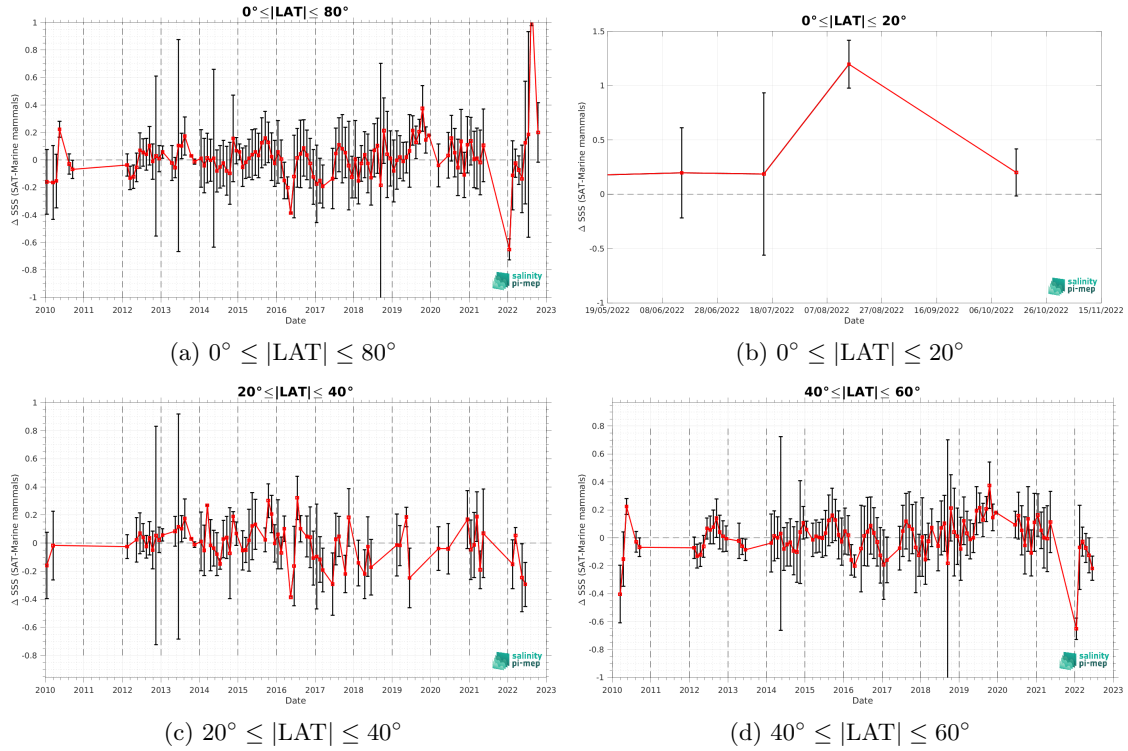 0°≤|LAT|≤ 80°
Δ SSS (SAT-Marine mammals)
1
0.8
0.6
0.4
0.2
0
-0.2
-0.4
-0.6
-0.8
-1
2010 2011 2012 2013 2014 2015 2016 2017 2018 2019 2020 2021 2022 2023
Date
salinity
pi-mep
(a) 0° ≤ |LAT| ≤ 80°
0°≤|LAT|≤ 20°
Δ SSS (SAT-Marine mammals)
1.5
1
0.5
0
-0.5
-1
19/05/2022 08/06/2022 28/06/2022 18/07/2022 07/08/2022 27/08/2022 16/09/2022 06/10/2022 26/10/2022 15/11/2022
Date
salinity
pi-mep
(b) 0° ≤ |LAT| ≤ 20°
20°≤|LAT|≤ 40°
Δ SSS (SAT-Marine mammals)
1
0.8
0.6
0.4
0.2
0
-0.2
-0.4
-0.6
-0.8
2010 2011 2012 2013 2014 2015 2016 2017 2018 2019 2020 2021 2022 2023
Date
salinity
pi-mep
(c) 20° ≤ |LAT| ≤ 40°
40°≤|LAT|≤ 60°
Δ SSS (SAT-Marine mammals)
0.8
0.6
0.4
0.2
0
-0.2
-0.4
-0.6
-0.8
-1
2010 2011 2012 2013 2014 2015 2016 2017 2018 2019 2020 2021 2022 2023
Date
salinity
pi-mep
(d) 40° ≤ |LAT| ≤ 60°